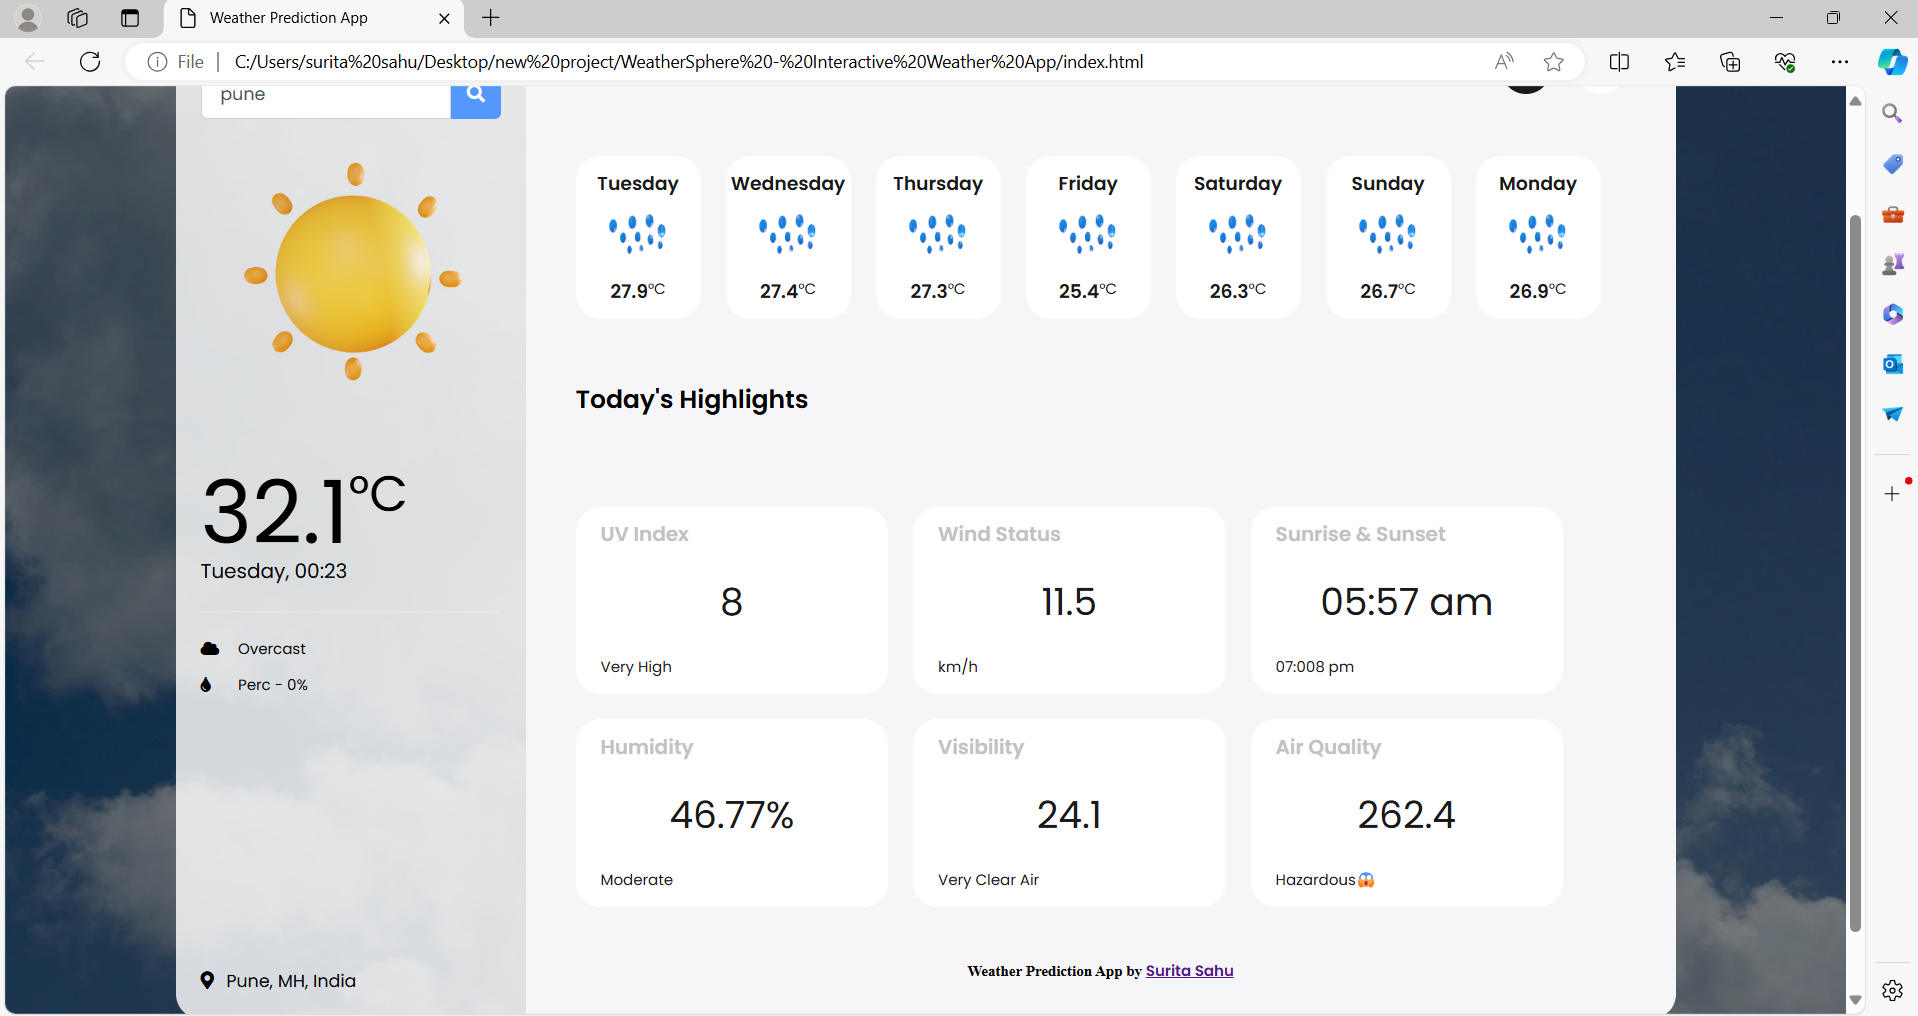 Weather Prediction App
File
C:/Users/surita%20sahu/Desktop/new%20project/WeatherSphere%20-%20Interactive%20Weather%20App/index.html
pune
32.1°C
Tuesday, 00:23
Overcast
Perc - 0%
Pune, MH, India
Tuesday Wednesday Thursday Friday Saturday Sunday Monday
27.9°C 27.4°C 27.3°C 25.4°C 26.3°C 26.7°C 26.9°C
Today's Highlights
UV Index
8
Very High
Wind Status
11.5
km/h
Sunrise & Sunset
05:57 am
07:008 pm
Humidity
46.77%
Moderate
Visibility
24.1
Very Clear Air
Air Quality
262.4
Hazardous😱
Weather Prediction App by Surita Sahu